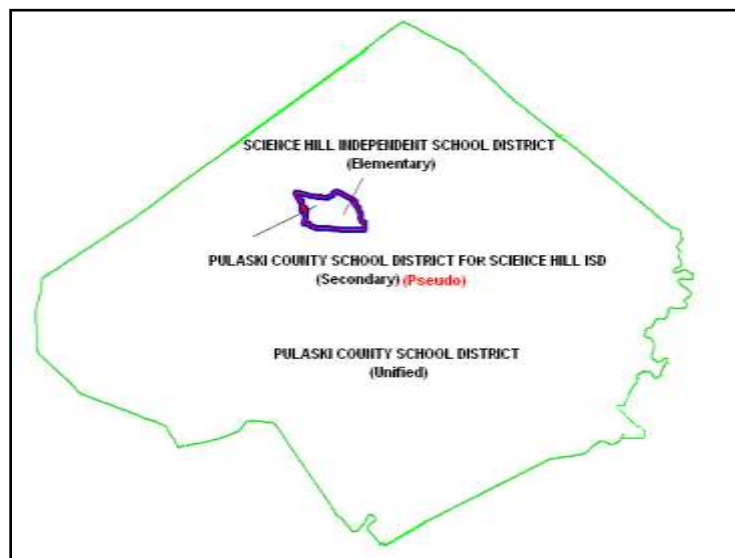 SCIENCE HILL INDEPENDENT SCHOOL DISTRICT
(Elementary)
PULASKI COUNTY SCHOOL DISTRICT FOR SCIENCE HILL ISD
(Secondary) (Pseudo)
PULASKI COUNTY SCHOOL DISTRICT
(Unified)